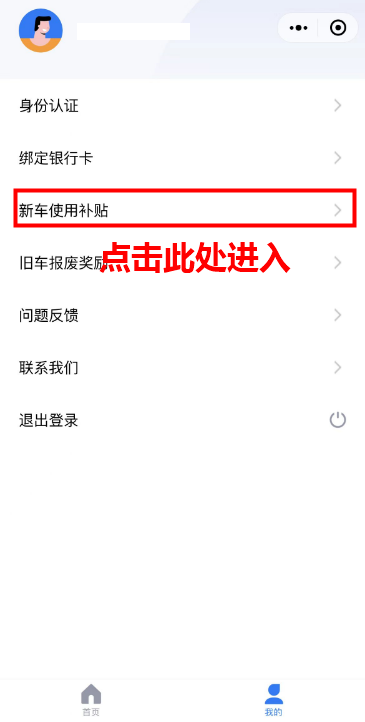 身份认证
绑定银行卡
新车使用补贴
旧车报废奖励
点击此处进入
问题反馈
联系我们
退出登录
首页
我的